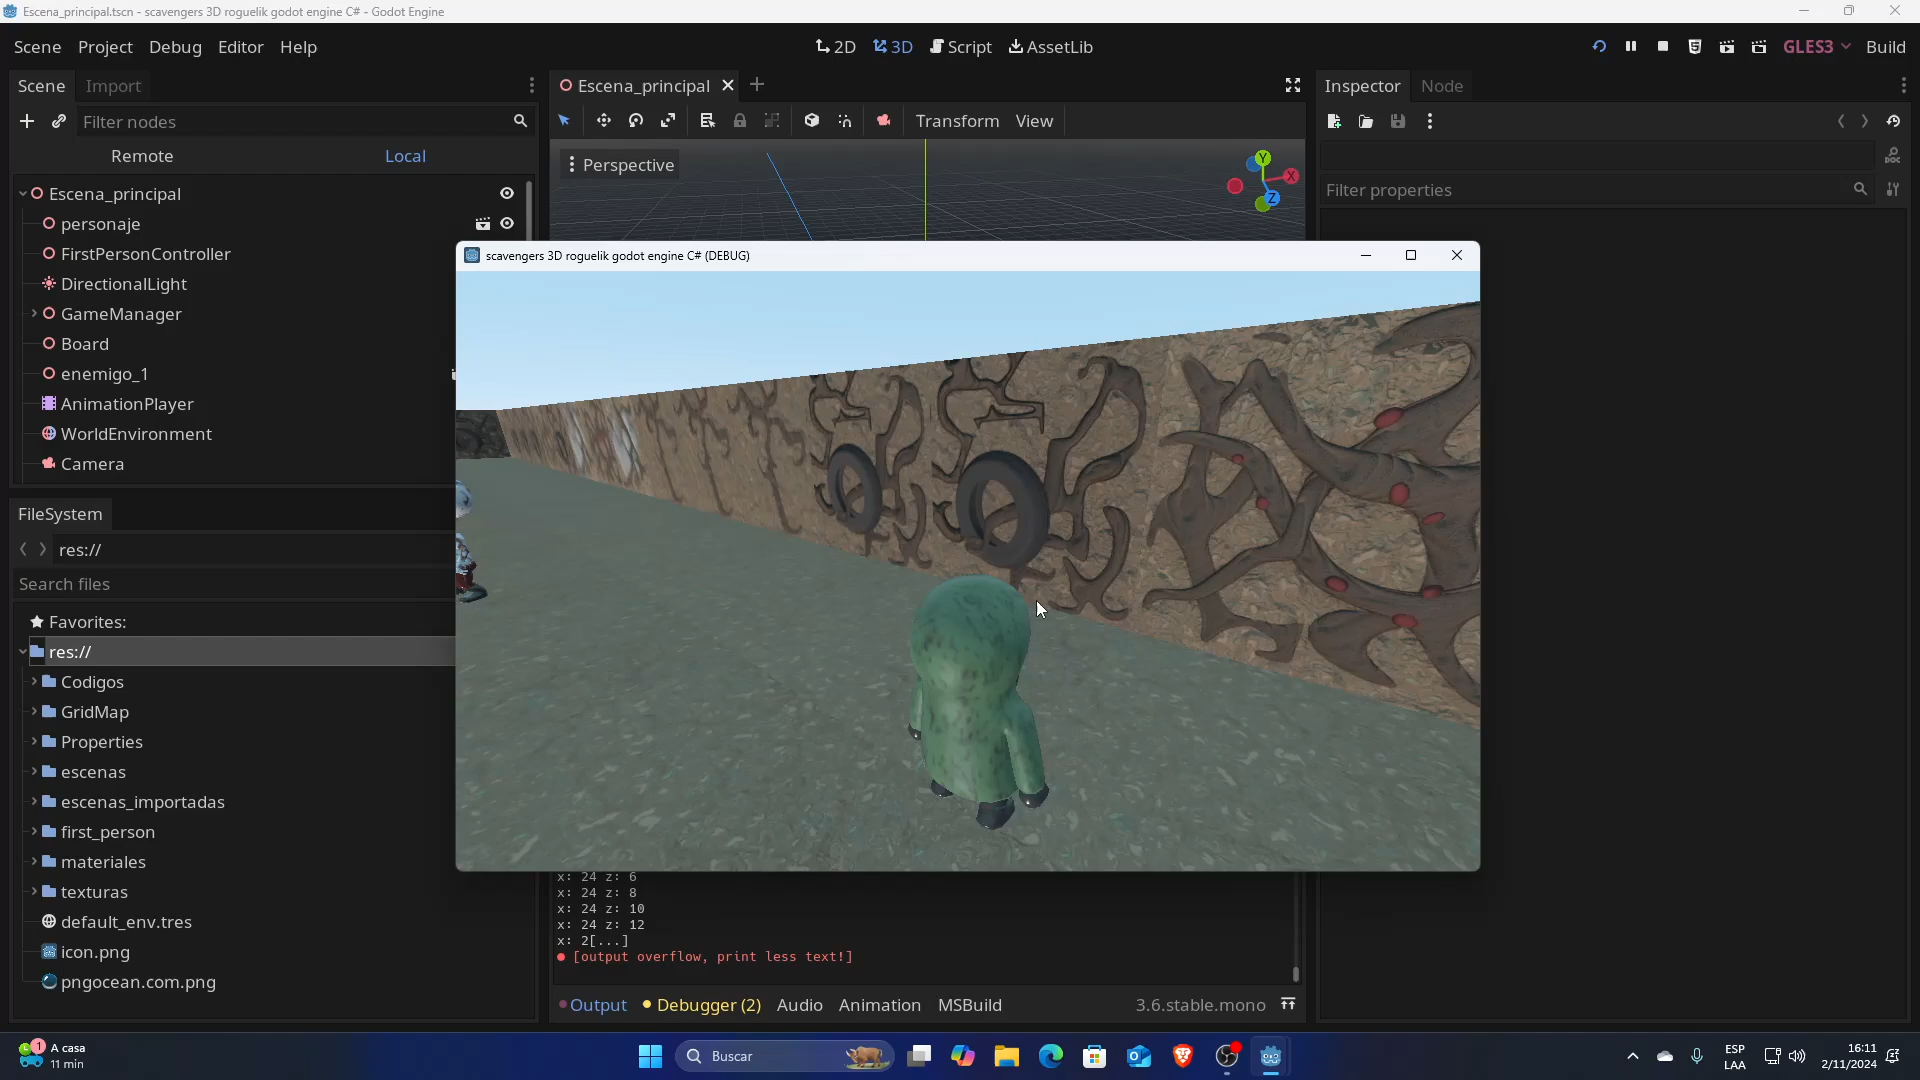 Escena_principal.tscn - scavengers 3D roguelik godot engine C# - Godot Engine
Scene Project Debug Editor Help
2D 3D Script AssetLib
GLES3 Build
Scene Import
Escena_principal
Inspector Node
Filter nodes
Transform View
Remote Local
Perspective
Y
X
Z
Filter properties
Escena_principal
personaje
FirstPersonController
DirectionalLight
GameManager
Board
enemigo_1
AnimationPlayer
WorldEnvironment
Camera
scavengers 3D roguelik godot engine C# (DEBUG)
FileSystem
res://
Search files
Favorites:
res://
Codigos
GridMap
Properties
escenas
escenas_importadas
first_person
materiales
texturas
default_env.tres
icon.png
pngocean.com.png
x: 24 z: 6
x: 24 z: 8
x: 24 z: 10
x: 24 z: 12
x: 2[...]
[output overflow, print less text!]
Output Debugger (2) Audio Animation MSBuild 3.6.stable.mono
1
A casa
11 min
Buscar
ESP
LAA
16:11
2/11/2024